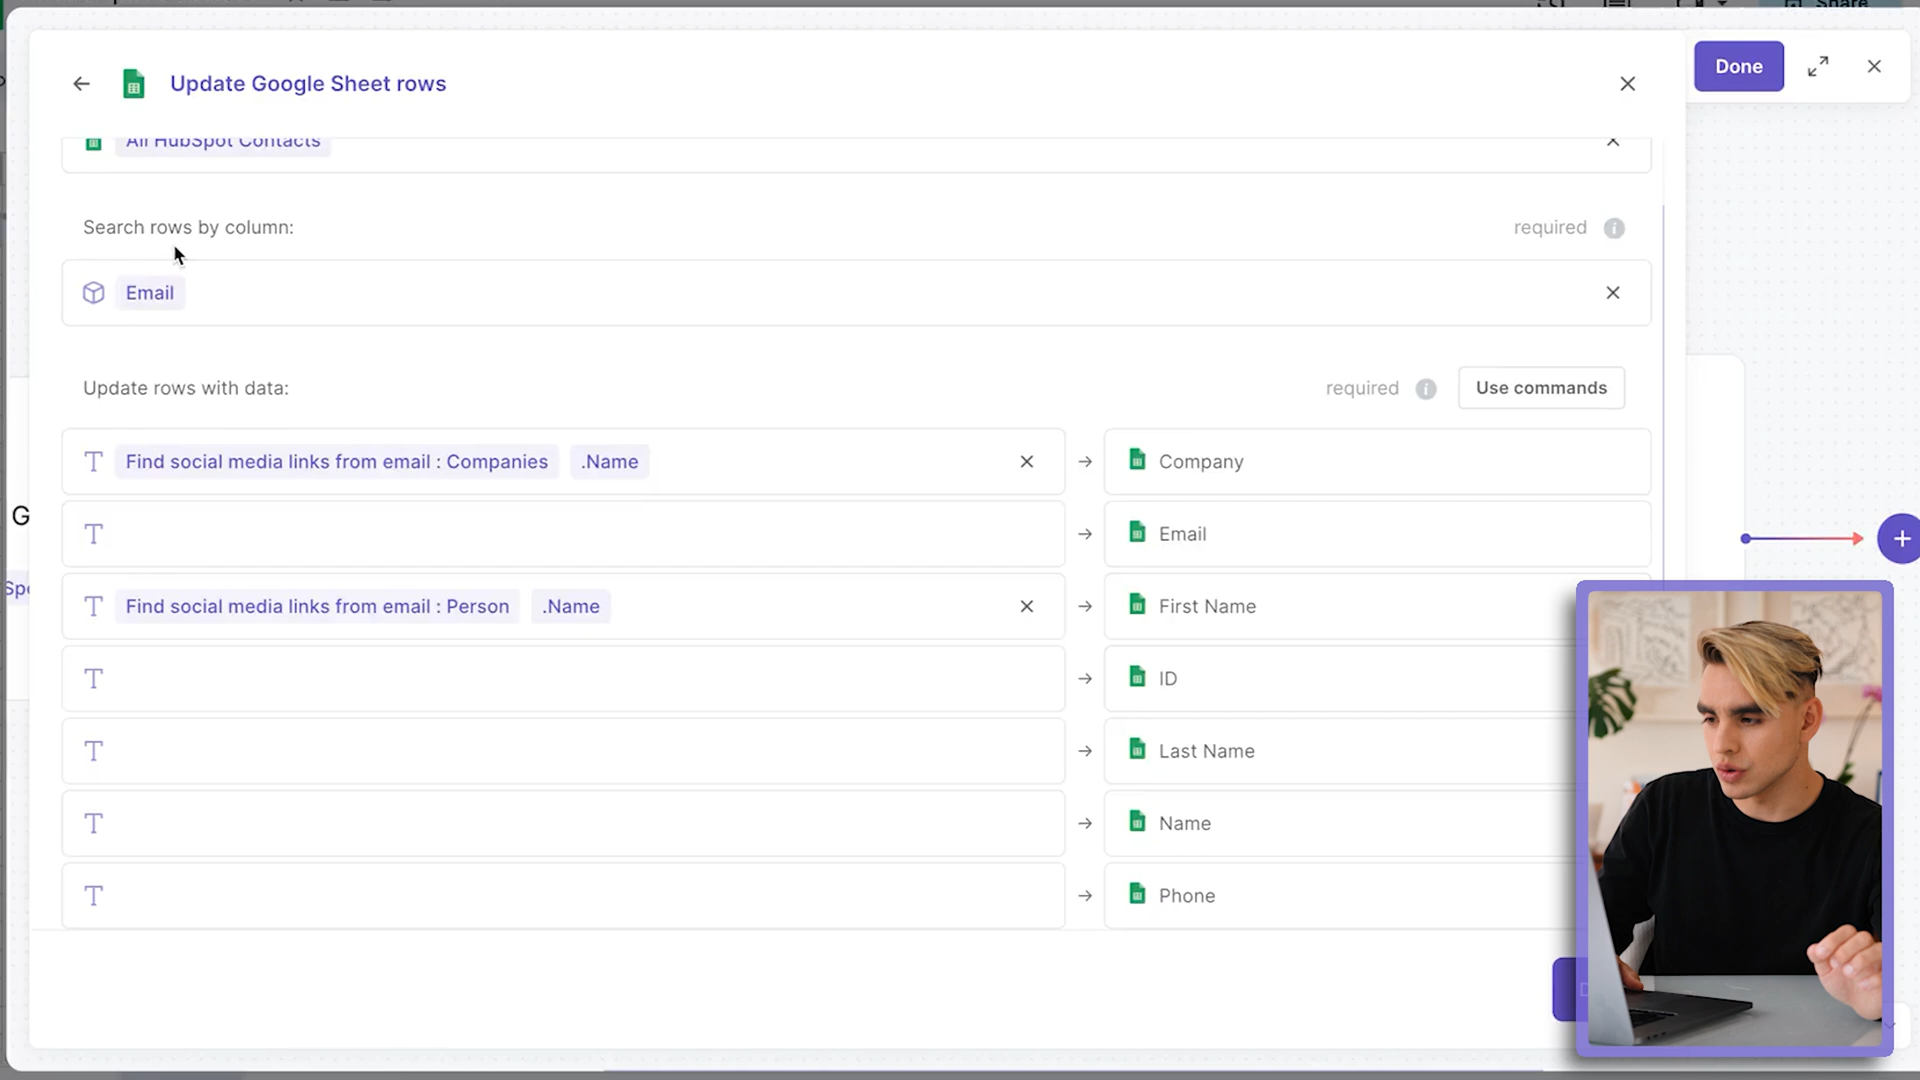 Share
Update Google Sheet rows
Done
All HubSpot Contacts
Search rows by column:
required
Email
Update rows with data:
required
Use commands
Find social media links from email : Companies .Name
Company
Email
Find social media links from email : Person .Name
First Name
ID
Last Name
Name
Phone
G